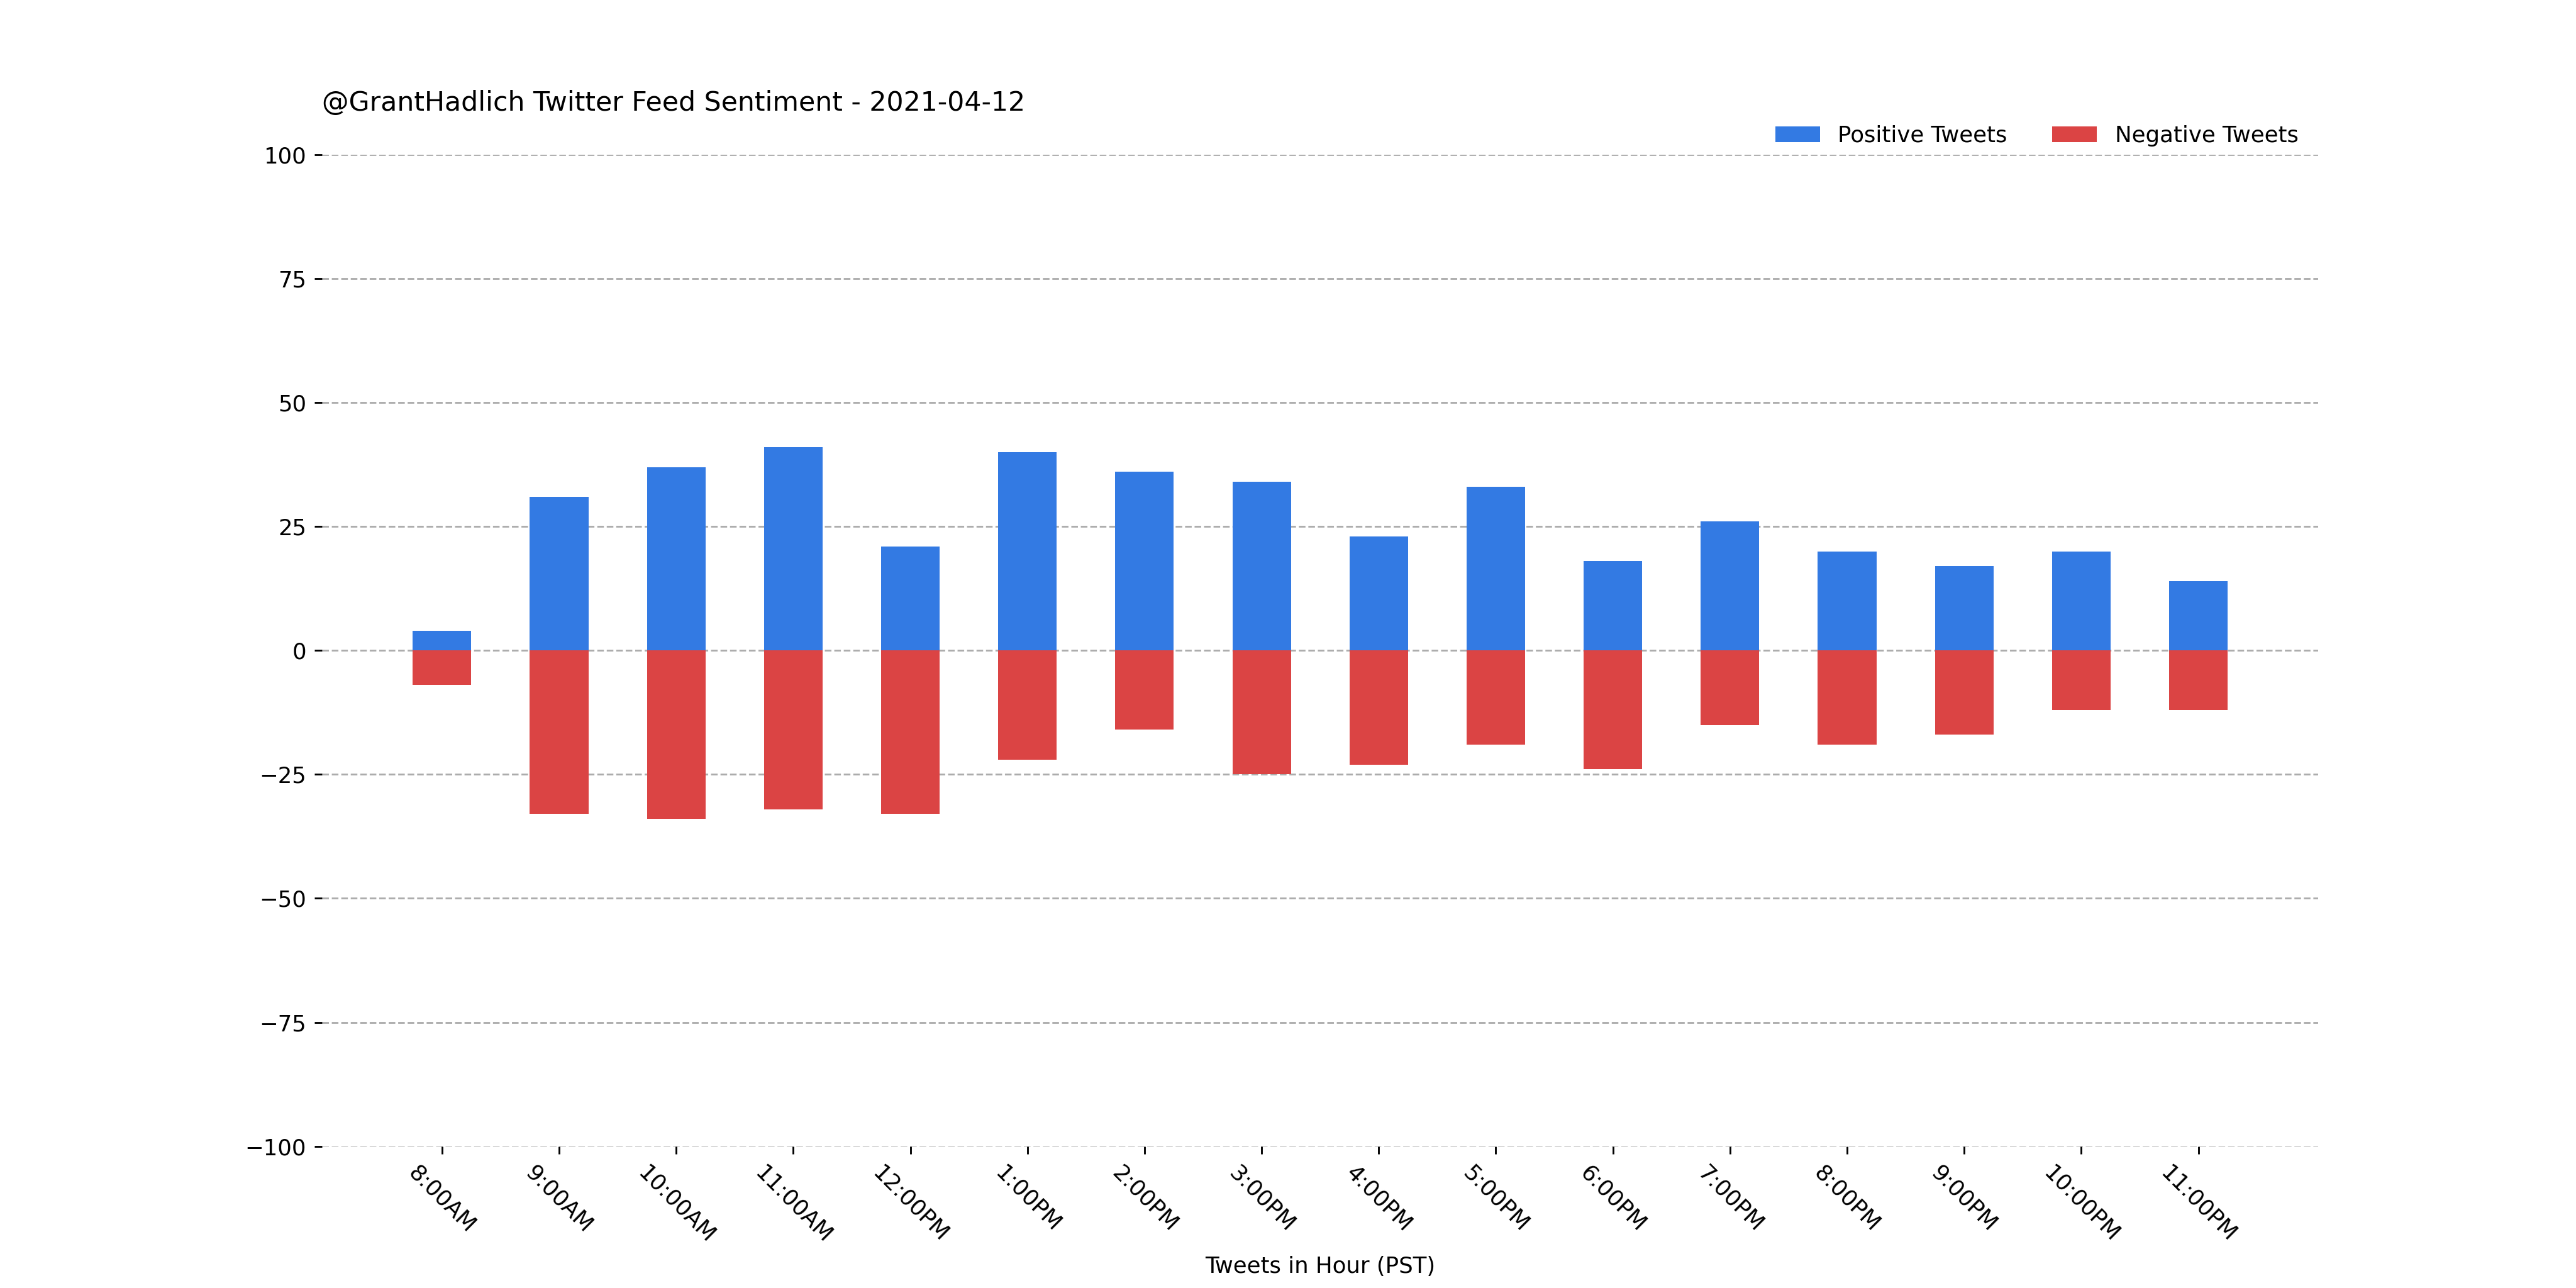 @GrantHadlich Twitter Feed Sentiment - 2021-04-12
Positive Tweets
Negative Tweets
100
75
50
25
0
−25
−50
−75
−100
8:00AM
9:00AM
10:00AM
11:00AM
12:00PM
1:00PM
2:00PM
3:00PM
4:00PM
5:00PM
6:00PM
7:00PM
8:00PM
9:00PM
10:00PM
11:00PM
Tweets in Hour (PST)